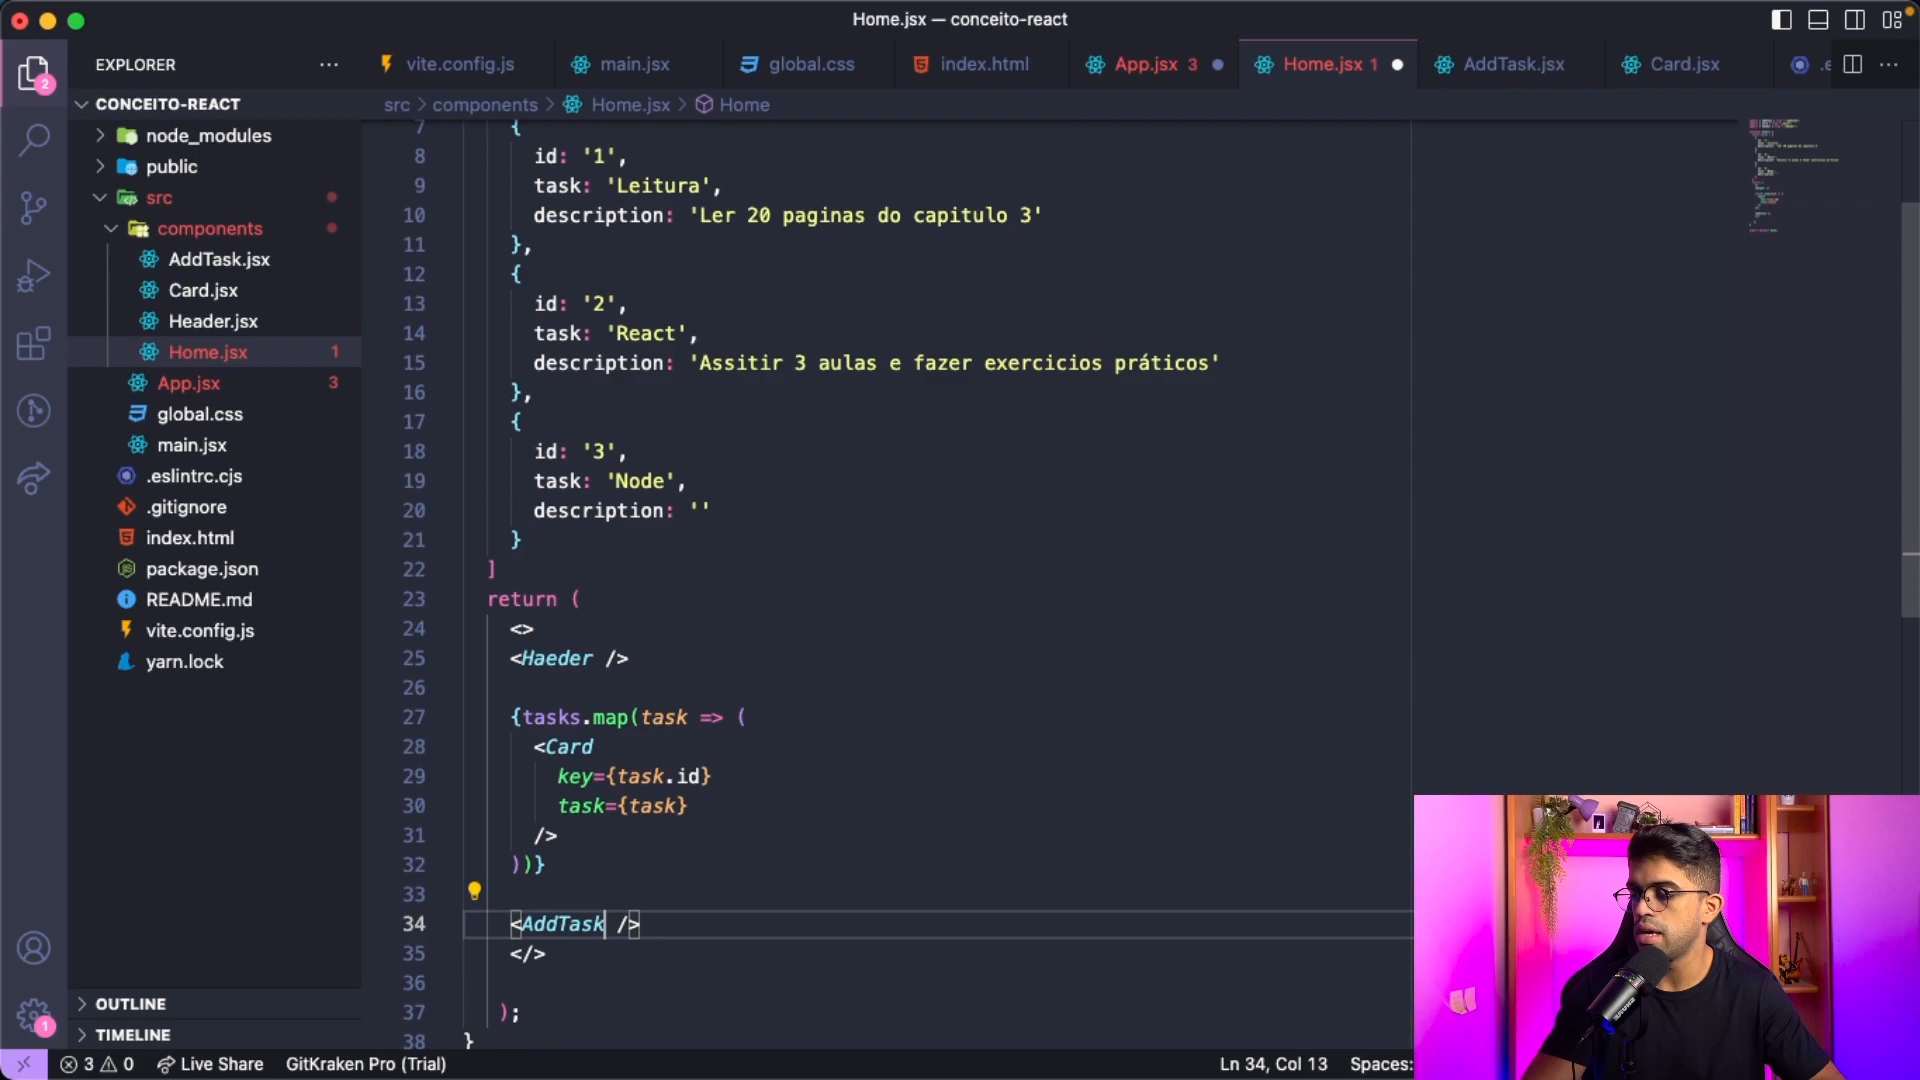 Home.jsx — conceito-react
EXPLORER
vite.config.js
main.jsx
global.css
index.html
App.jsx 3
Home.jsx 1
AddTask.jsx
Card.jsx
.e
CONCEITO-REACT
src > components > Home.jsx > Home
node_modules
public
src
components
AddTask.jsx
Card.jsx
Header.jsx
Home.jsx 1
App.jsx 3
global.css
main.jsx
.eslintrc.cjs
.gitignore
index.html
package.json
README.md
vite.config.js
yarn.lock
OUTLINE
TIMELINE
2
1
7 {
8 id: '1',
9 task: 'Leitura',
10 description: 'Ler 20 paginas do capitulo 3'
11 },
12 {
13 id: '2',
14 task: 'React',
15 description: 'Assitir 3 aulas e fazer exercicios práticos'
16 },
17 {
18 id: '3',
19 task: 'Node',
20 description: ''
21 }
22 ]
23 return (
24 <>
25 <Haeder />
26
27 {tasks.map(task => (
28 <Card
29 key={task.id}
30 task={task}
31 />
32 ))}
33
34 <AddTask />
35 </>
36
37 );
38 }
3 0 Live Share GitKraken Pro (Trial)
Ln 34, Col 13 Spaces: